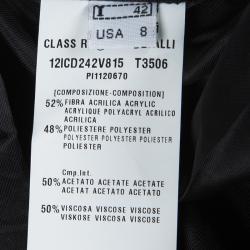 I 42
USA 8
CLASS R ALLI
12ICD242V815 T3506
PI1120670
[COMPOSIZIONE-COMPOSITION]
52% FIBRA ACRILICA ACRYLIC
ACRYLIQUE POLYACRYL ACRILICO
ACRILICA
48% POLIESTERE POLYESTER
POLYESTER POLYESTER POLIESTER
POLIESTER
Cmp.Int.
50% ACETATO ACETATE ACETATE
ACETAT ACETATO ACETATE
50% VISCOSA VISCOSE VISCOSE
VISKOSE VISCOSA VISCOSE